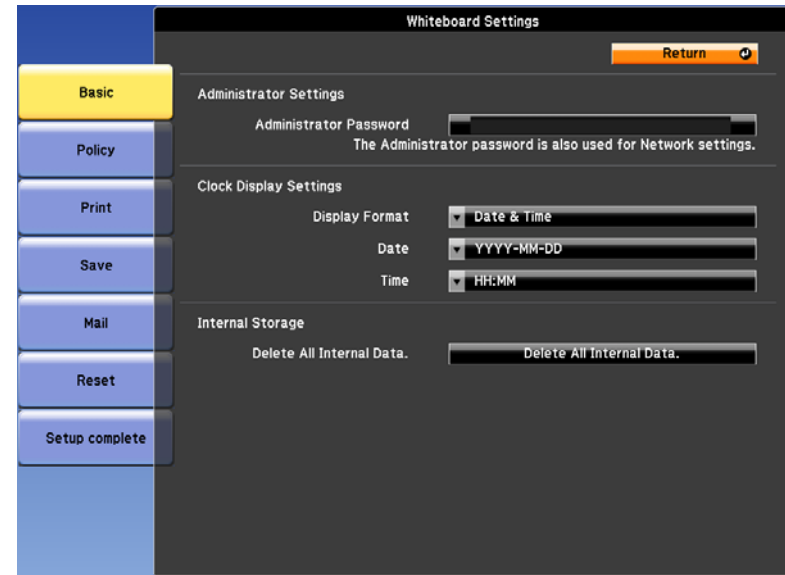 Whiteboard Settings
Return
Basic
Policy
Print
Save
Mail
Reset
Setup complete
Administrator Settings
Administrator Password
The Administrator password is also used for Network settings.
Clock Display Settings
Display Format Date & Time
Date YYYY-MM-DD
Time HH:MM
Internal Storage
Delete All Internal Data. Delete All Internal Data.